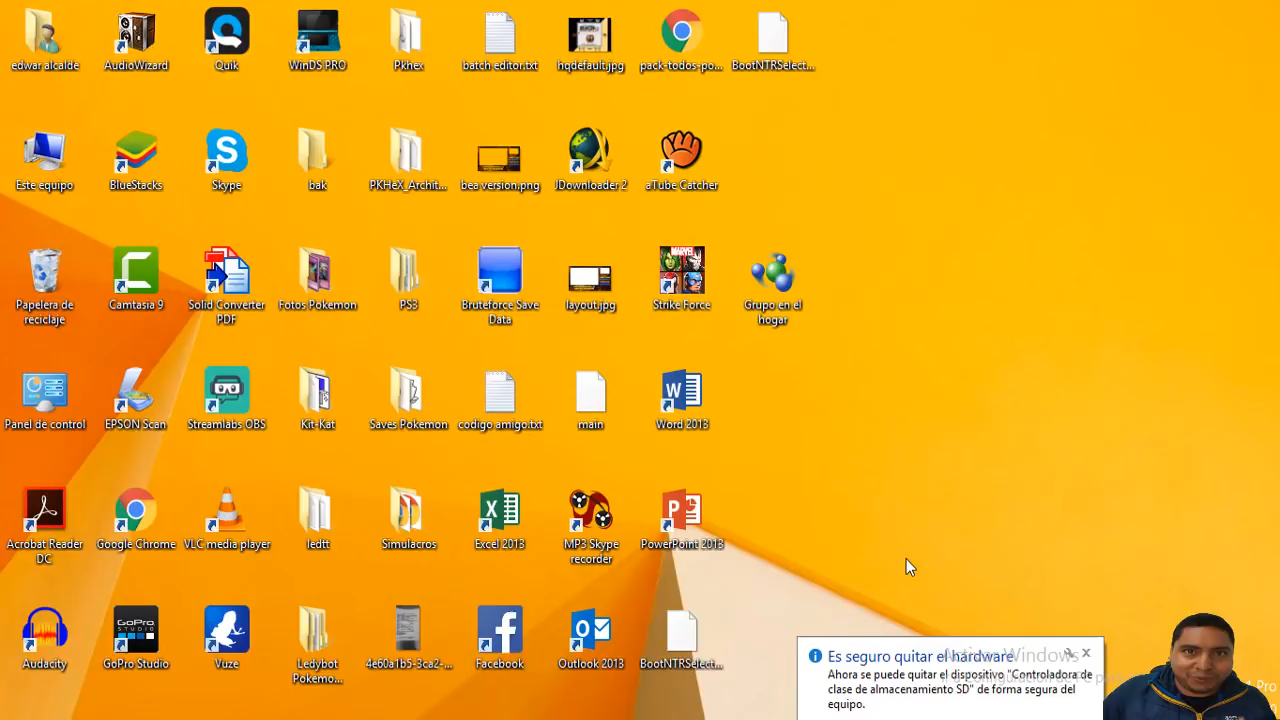 edwar alcalde
AudioWizard
Quik
WinDS PRO
Pkhex
batch editor.txt
hqdefault.jpg
pack-todos-po...
BootNTRSelect...
Este equipo
BlueStacks
Skype
bak
PKHeX_Archit...
bea version.png
JDownloader 2
aTube Catcher
Papelera de
reciclaje
Camtasia 9
Solid Converter
PDF
Fotos Pokemon
PS3
Bruteforce Save
Data
layout.jpg
Strike Force
Grupo en el
hogar
Panel de control
EPSON Scan
Streamlabs OBS
Kit-Kat
Saves Pokemon
codigo amigo.txt
main
Word 2013
Acrobat Reader
DC
Google Chrome
VLC media player
ledtt
Simulacros
Excel 2013
MP3 Skype
recorder
PowerPoint 2013
Audacity
GoPro Studio
Vuze
Ledybot
Pokemo...
4e60a1b5-3ca2-...
Facebook
Outlook 2013
BootNTRSelect...
Es seguro quitar el hardware
Ahora se puede quitar el dispositivo "Controladora de
clase de almacenamiento SD" de forma segura del
equipo.
Activar Windows